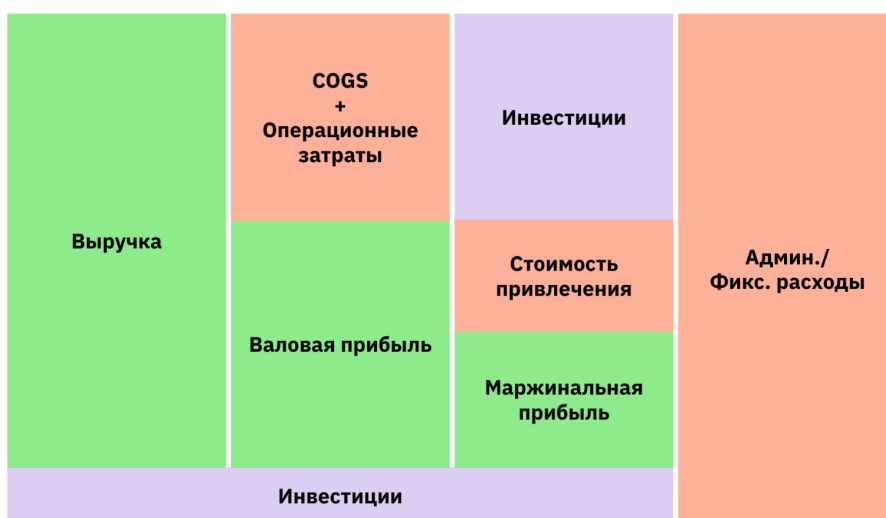 Выручка
COGS
+
Операционные
затраты
Валовая прибыль
Инвестиции
Стоимость
привлечения
Маржинальная
прибыль
Админ./
Фикс. расходы
Инвестиции